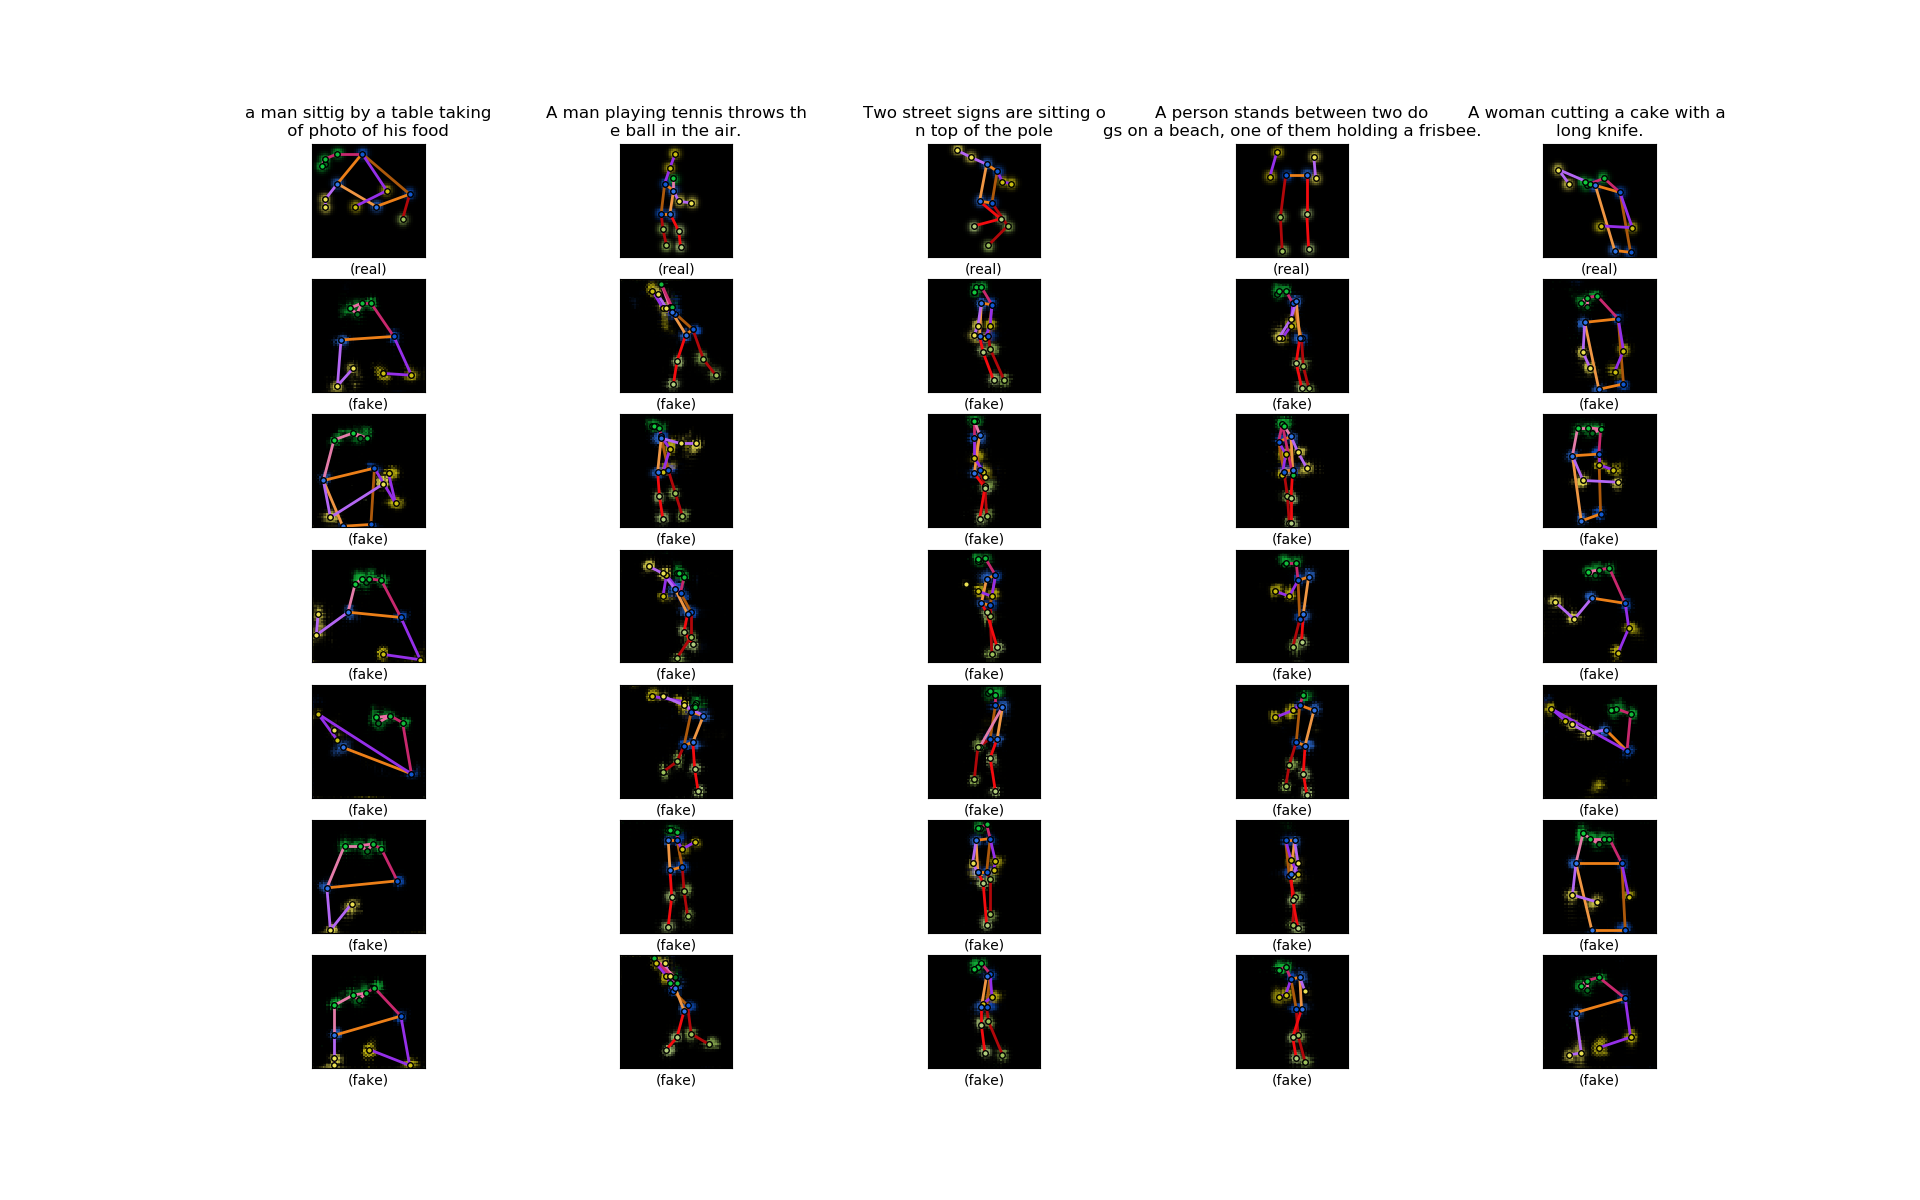 a man sittig by a table taking
of photo of his food
A man playing tennis throws th
e ball in the air.
Two street signs are sitting o
n top of the pole
A person stands between two do
gs on a beach, one of them holding a frisbee.
A woman cutting a cake with a
long knife.
(real) (real) (real) (real) (real)
(fake) (fake) (fake) (fake) (fake)
(fake) (fake) (fake) (fake) (fake)
(fake) (fake) (fake) (fake) (fake)
(fake) (fake) (fake) (fake) (fake)
(fake) (fake) (fake) (fake) (fake)
(fake) (fake) (fake) (fake) (fake)